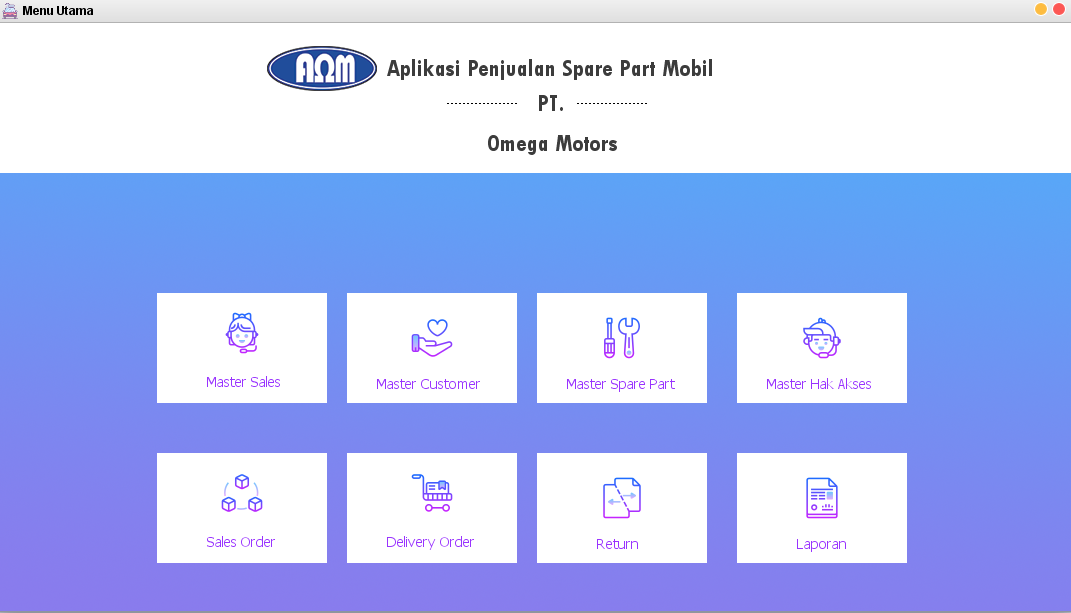 Menu Utama
AΩM Aplikasi Penjualan Spare Part Mobil
PT.
Omega Motors
Master Sales
Master Customer
Master Spare Part
Master Hak Akses
Sales Order
Delivery Order
Return
Laporan